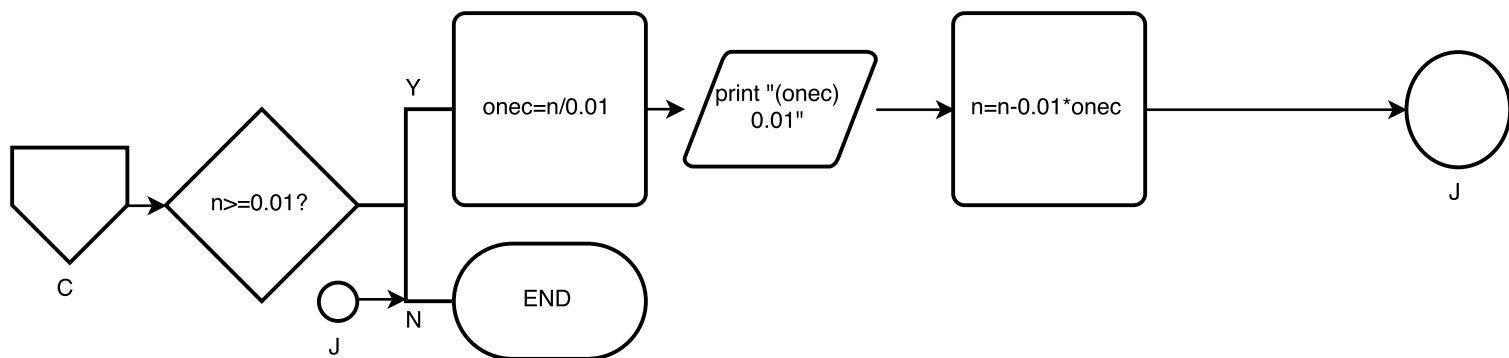 C
n>=0.01?
Y
onec=n/0.01
print "(onec)
0.01"
n=n-0.01*onec
J
J
N
END